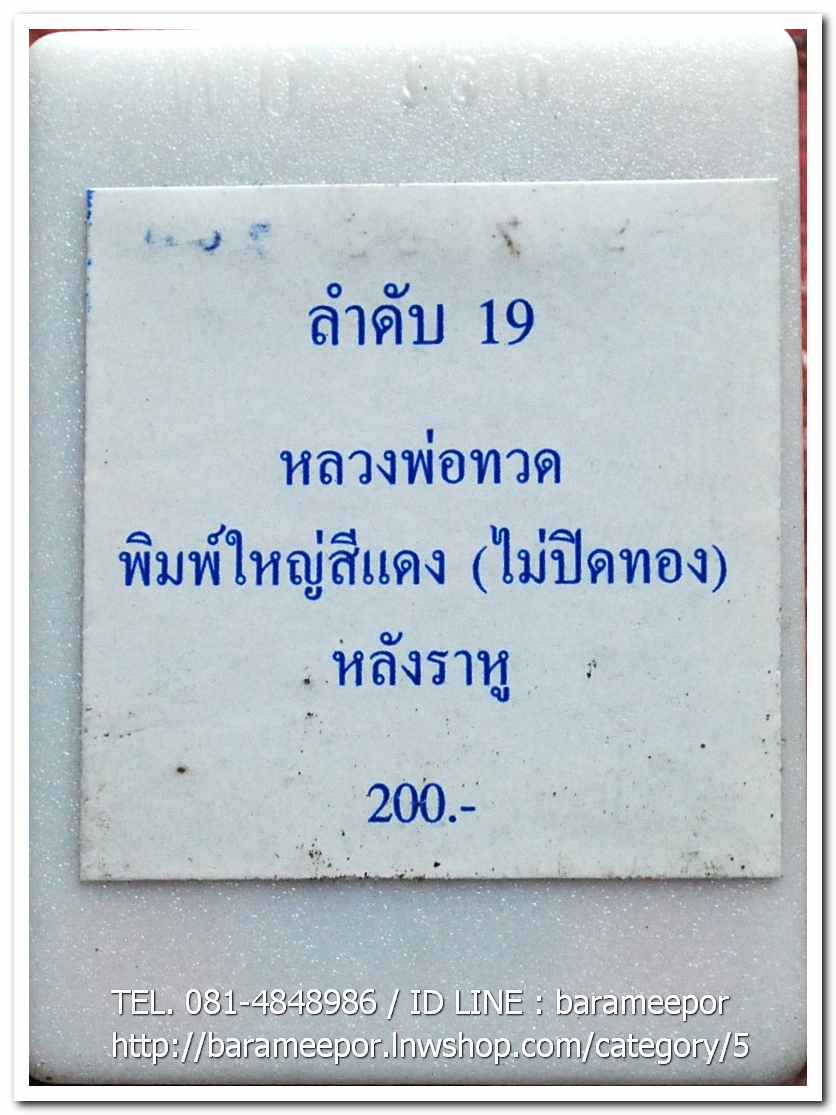 ลำดับ 19
หลวงพ่อทวด
พิมพ์ใหญ่สีแดง (ไม่ปิดทอง)
หลังราหู
200.-
TEL. 081-4848986 / ID LINE : barameepor
http://barameepor.lnwshop.com/category/5